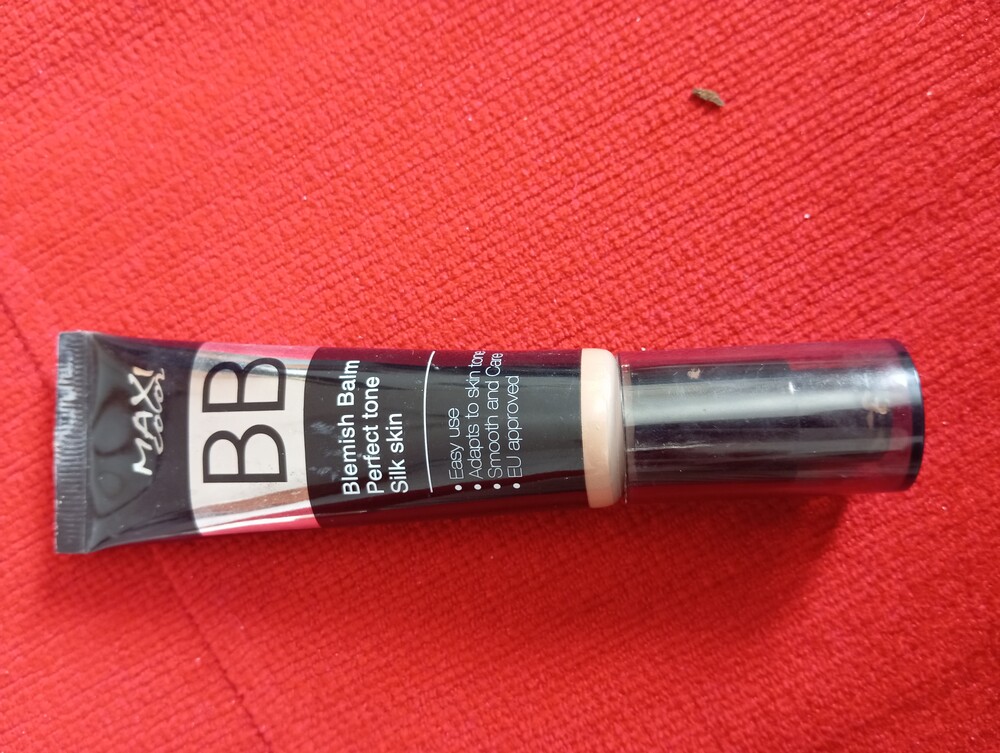 MAXI
color
BB
Blemish Balm
Perfect tone
Silk skin
• Easy use
• Adapts to skin tone
• Smooth and Care
• EU approved